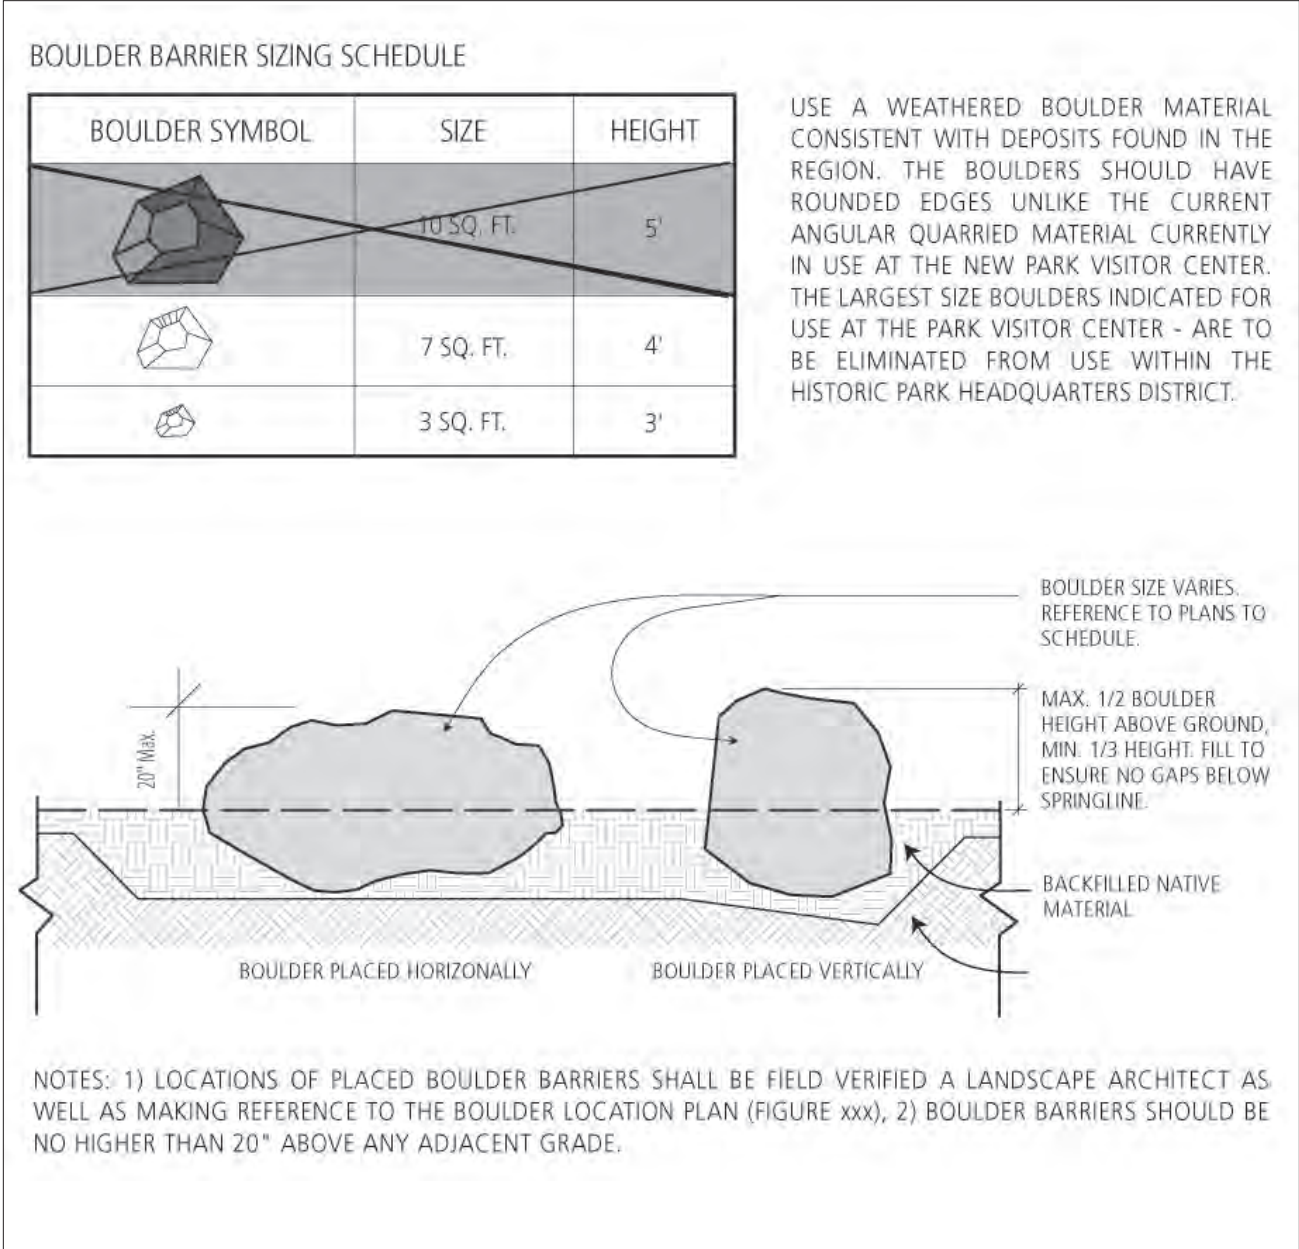 BOULDER BARRIER SIZING SCHEDULE
BOULDER SYMBOL SIZE HEIGHT
10 SQ. FT. 5'
7 SQ. FT. 4'
3 SQ. FT. 3'
USE A WEATHERED BOULDER MATERIAL
CONSISTENT WITH DEPOSITS FOUND IN THE
REGION. THE BOULDERS SHOULD HAVE
ROUNDED EDGES UNLIKE THE CURRENT
ANGULAR QUARRIED MATERIAL CURRENTLY
IN USE AT THE NEW PARK VISITOR CENTER.
THE LARGEST SIZE BOULDERS INDICATED FOR
USE AT THE PARK VISITOR CENTER - ARE TO
BE ELIMINATED FROM USE WITHIN THE
HISTORIC PARK HEADQUARTERS DISTRICT.
BOULDER SIZE VARIES.
REFERENCE TO PLANS TO
SCHEDULE.
20" Max.
MAX. 1/2 BOULDER
HEIGHT ABOVE GROUND,
MIN. 1/3 HEIGHT. FILL TO
ENSURE NO GAPS BELOW
SPRINGLINE.
BACKFILLED NATIVE
MATERIAL
BOULDER PLACED HORIZONALLY
BOULDER PLACED VERTICALLY
NOTES: 1) LOCATIONS OF PLACED BOULDER BARRIERS SHALL BE FIELD VERIFIED A LANDSCAPE ARCHITECT AS
WELL AS MAKING REFERENCE TO THE BOULDER LOCATION PLAN (FIGURE xxx), 2) BOULDER BARRIERS SHOULD BE
NO HIGHER THAN 20" ABOVE ANY ADJACENT GRADE.